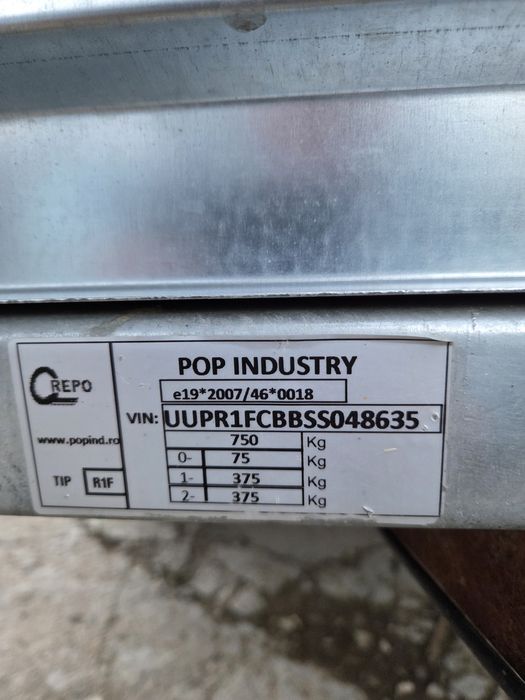 CREPO
www.popind.ro
TIP R1F
POP INDUSTRY
e19*2007/46*0018
VIN: UUPR1FCBBSS048635
750 Kg
0- 75 Kg
1- 375 Kg
2- 375 Kg